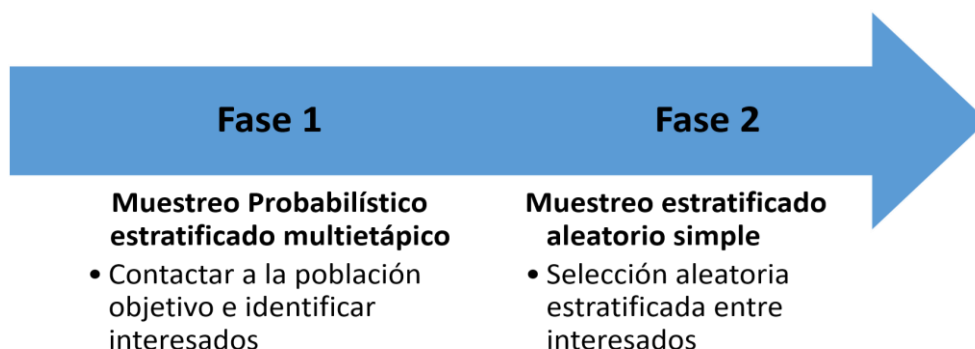 Fase 1
Fase 2
Muestreo Probabilístico
estratificado multietápico
• Contactar a la población
objetivo e identificar
interesados
Muestreo estratificado
aleatorio simple
• Selección aleatoria
estratificada entre
interesados